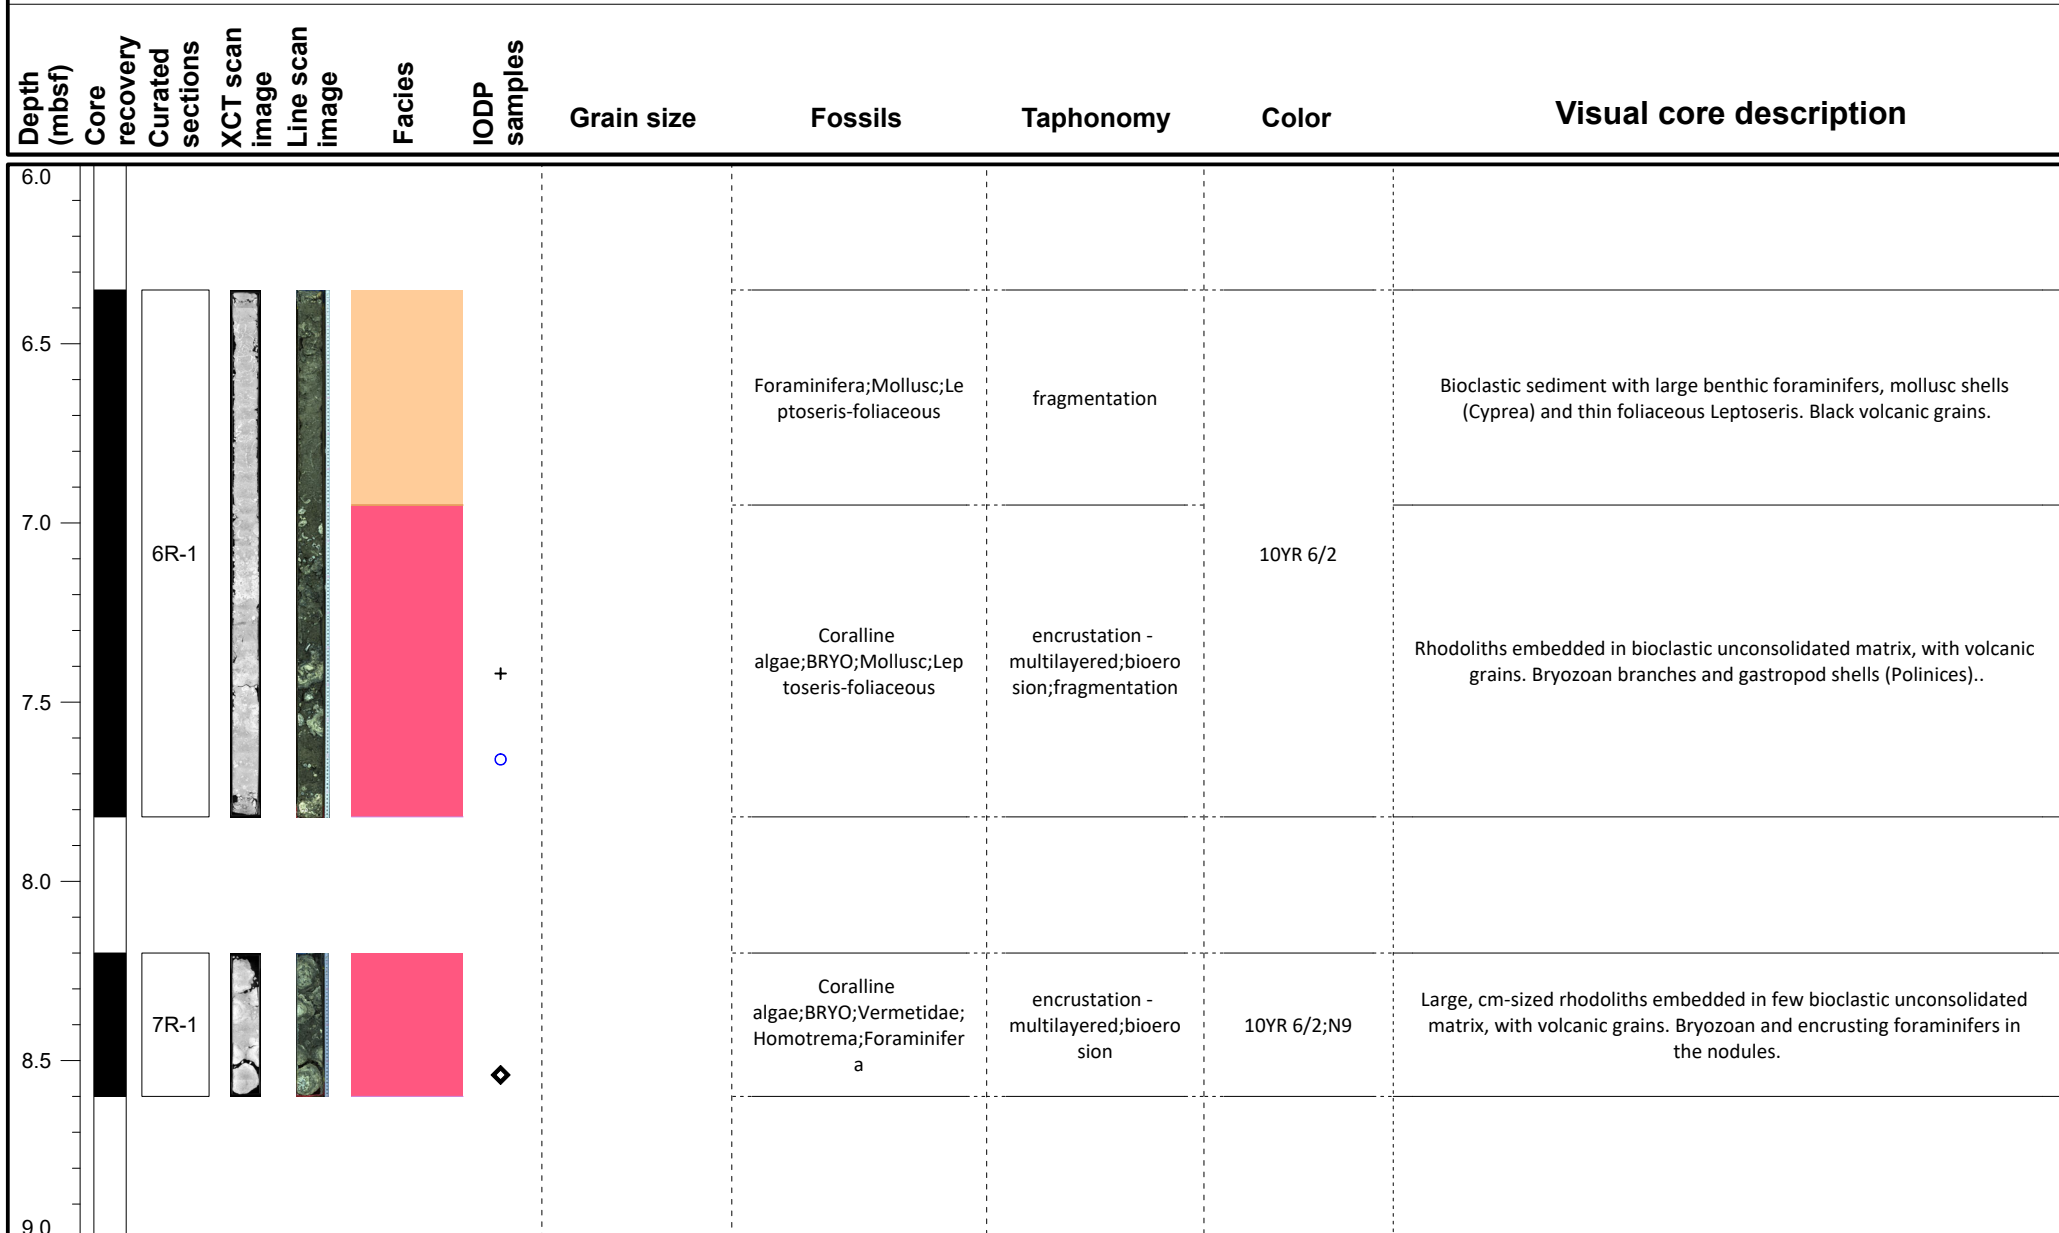 Depth
(mbsf)
Core
recovery
Curated
sections
XCT scan
image
Line scan
image
Facies
IODP
samples
Grain size
Fossils
Taphonomy
Color
Visual core description
6.0
6.5
7.0
7.5
8.0
8.5
9.0
6R-1
Foraminifera;Mollusc;Le
ptoseris-foliaceous
fragmentation
Bioclastic sediment with large benthic foraminifers, mollusc shells
(Cyprea) and thin foliaceous Leptoseris. Black volcanic grains.
10YR 6/2
Coralline
algae;BRYO;Mollusc;Lep
toseris-foliaceous
encrustation -
multilayered;bioero
sion;fragmentation
Rhodoliths embedded in bioclastic unconsolidated matrix, with volcanic
grains. Bryozoan branches and gastropod shells (Polinices)..
7R-1
Coralline
algae;BRYO;Vermetidae;
Homotrema;Foraminifer
a
encrustation -
multilayered;bioero
sion
10YR 6/2;N9
Large, cm-sized rhodoliths embedded in few bioclastic unconsolidated
matrix, with volcanic grains. Bryozoan and encrusting foraminifers in
the nodules.